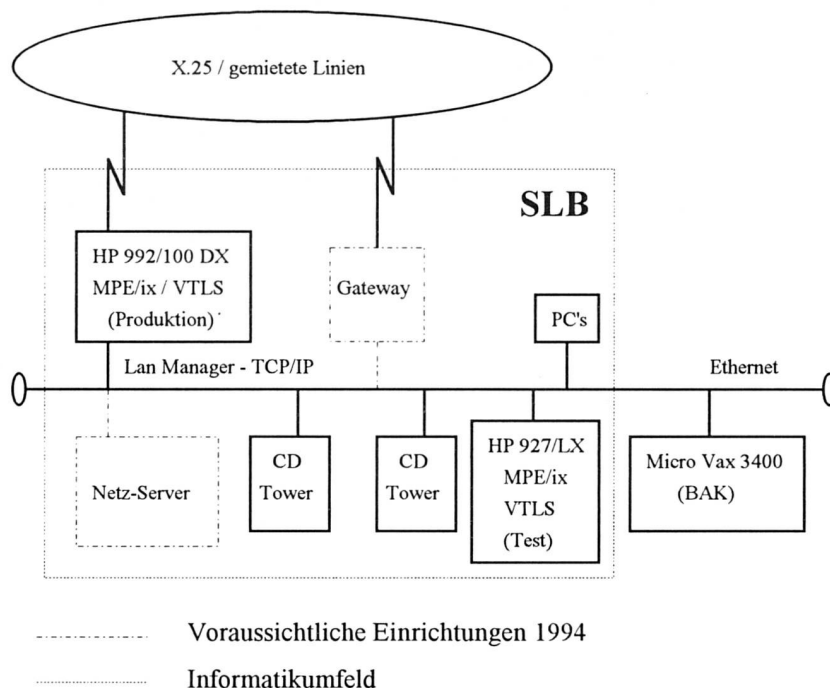 X.25 / gemietete Linien
SLB
HP 992/100 DX
MPE/ix / VTLS
(Produktion)
Gateway
PC's
Lan Manager - TCP/IP
Ethernet
Netz-Server
CD
Tower
CD
Tower
HP 927/LX
MPE/ix
VTLS
(Test)
Micro Vax 3400
(BAK)
Voraussichtliche Einrichtungen 1994
Informatikumfeld